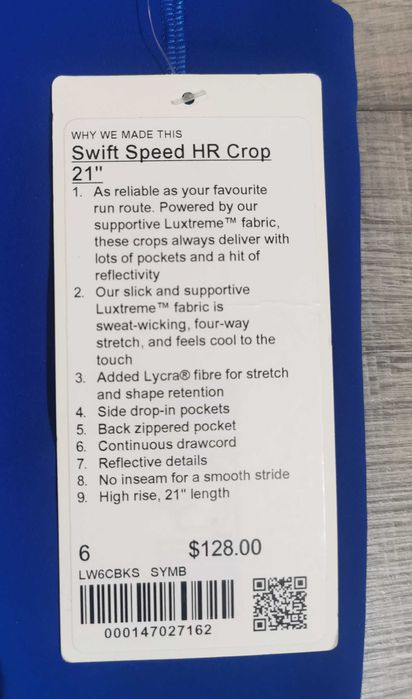 WHY WE MADE THIS
Swift Speed HR Crop
21"
1. As reliable as your favourite
run route. Powered by our
supportive Luxtreme™ fabric,
these crops always deliver with
lots of pockets and a hit of
reflectivity
2. Our slick and supportive
Luxtreme™ fabric is
sweat-wicking, four-way
stretch, and feels cool to the
touch
3. Added Lycra® fibre for stretch
and shape retention
4. Side drop-in pockets
5. Back zippered pocket
6. Continuous drawcord
7. Reflective details
8. No inseam for a smooth stride
9. High rise, 21" length
6 $128.00
LW6CBKS SYMB
000147027162